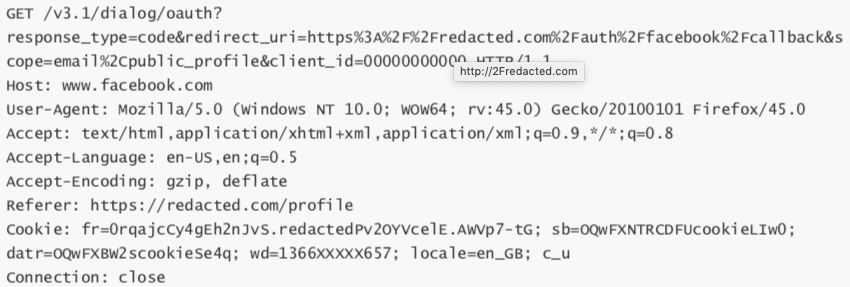 GET /v3.1/dialog/oauth?
response_type=code&redirect_uri=https%3A%2F%2Fredacted.com%2Fauth%2Ffacebook%2Fcallback&s
cope=email%2Cpublic_profile&client_id=00000000000 HTTP/1.1
http://2Fredacted.com
Host: www.facebook.com
User-Agent: Mozilla/5.0 (Windows NT 10.0; WOW64; rv:45.0) Gecko/20100101 Firefox/45.0
Accept: text/html,application/xhtml+xml,application/xml;q=0.9,*/*;q=0.8
Accept-Language: en-US,en;q=0.5
Accept-Encoding: gzip, deflate
Referer: https://redacted.com/profile
Cookie: fr=0rqajcCy4gEh2nJvS.redactedPv2OYVcelE.AWVp7-tG; sb=OQwFXNTRCDFUcookieLIw0;
datr=OQwFXBW2scookieSe4q; wd=1366XXXXX657; locale=en_GB; c_u
Connection: close